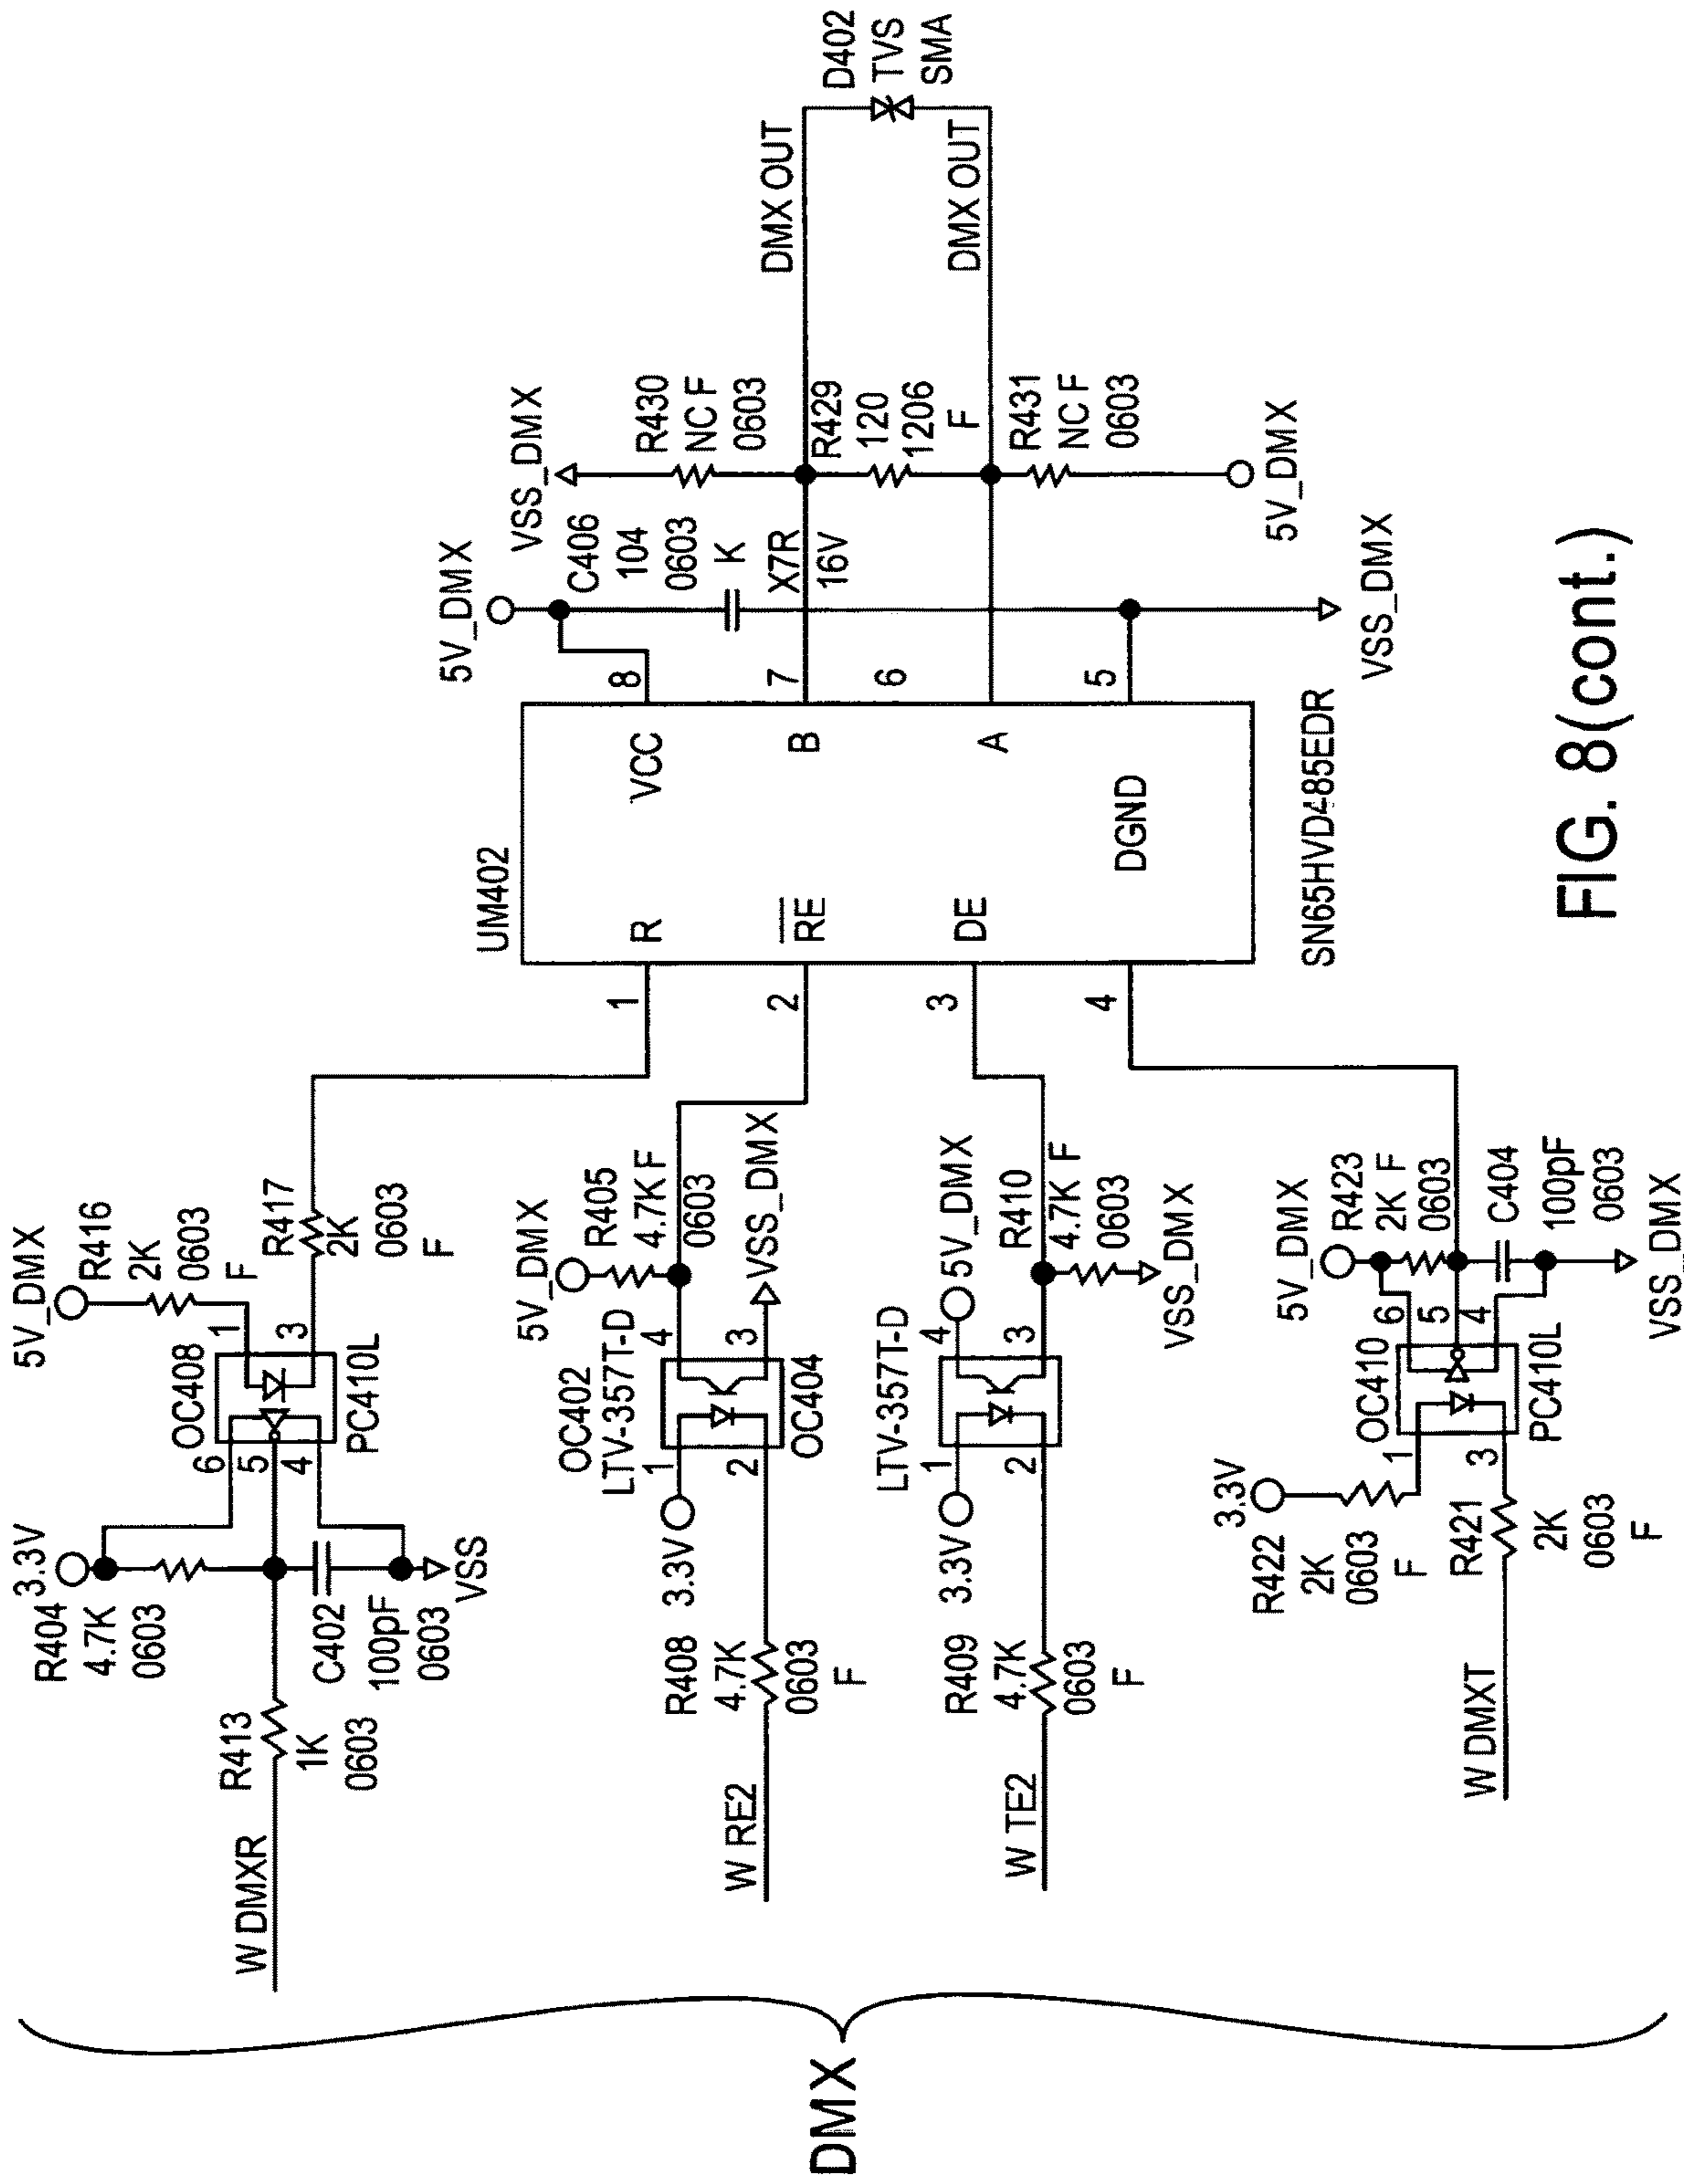 DMX
W DMXR
R413
1K
0603
R404
4.7K
0603
3.3V
C402
100pF
0603
VSS
6
5
4
OC408
PC410L
1
3
5V_DMX
R416
2K
0603
F
R417
2K
0603
F
W RE2
R408
4.7K
0603
F
3.3V
1
2
OC402
LTV-357T-D
OC404
4
3
5V_DMX
R405
4.7K F
0603
VSS_DMX
W TE2
R409
4.7K
0603
F
3.3V
1
2
LTV-357T-D
4
3
5V_DMX
R410
4.7K F
0603
VSS_DMX
W DMXT
R421
2K
0603
F
R422
2K
0603
F
3.3V
1
3
OC410
PC410L
6
5
4
5V_DMX
R423
2K F
0603
C404
100pF
0603
VSS_DMX
1
2
3
4
UM402
R
RE
DE
VCC
B
A
DGND
SN65HVD485EDR
8
7
6
5
5V_DMX
C406
104
0603
K
X7R
16V
VSS_DMX
VSS_DMX
R430
NC F
0603
R429
120
1206
F
R431
NC F
0603
5V_DMX
DMX OUT
DMX OUT
D402
TVS
SMA
FIG. 8(cont.)